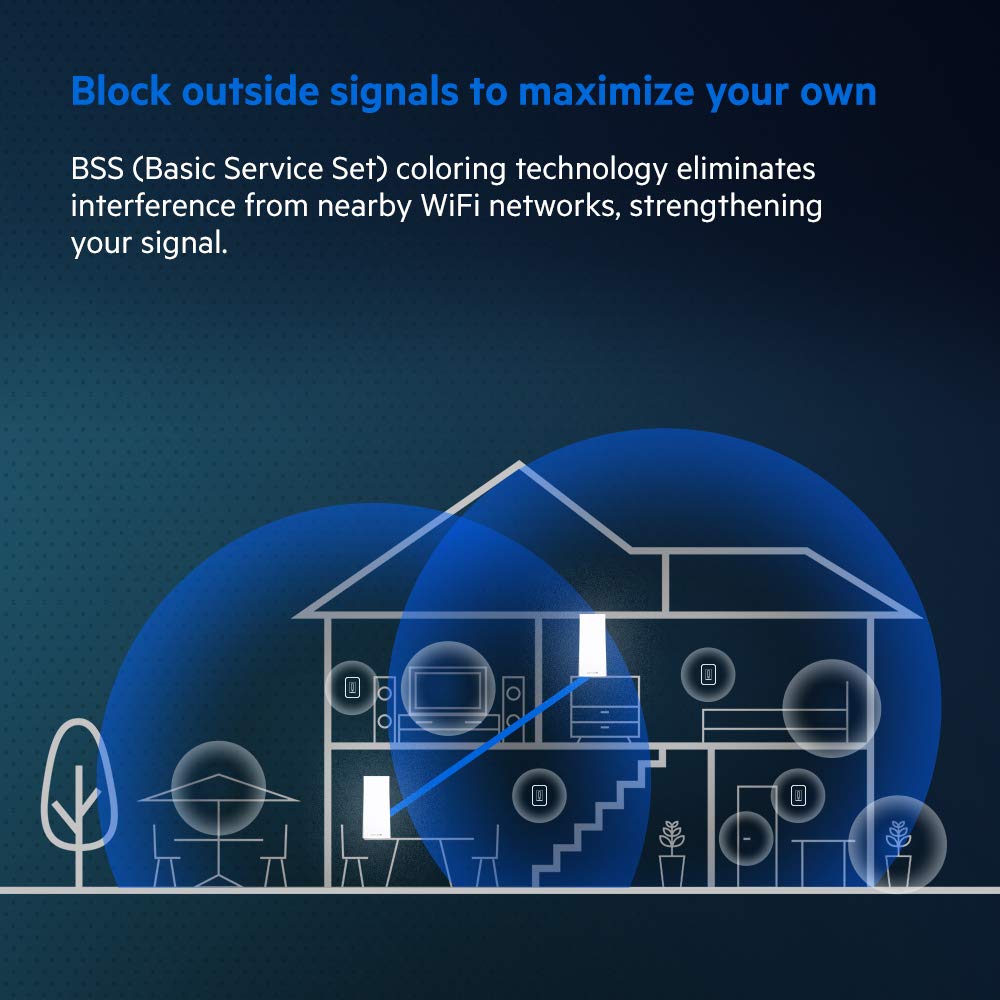 Block outside signals to maximize your own
BSS (Basic Service Set) coloring technology eliminates
interference from nearby WiFi networks, strengthening
your signal.